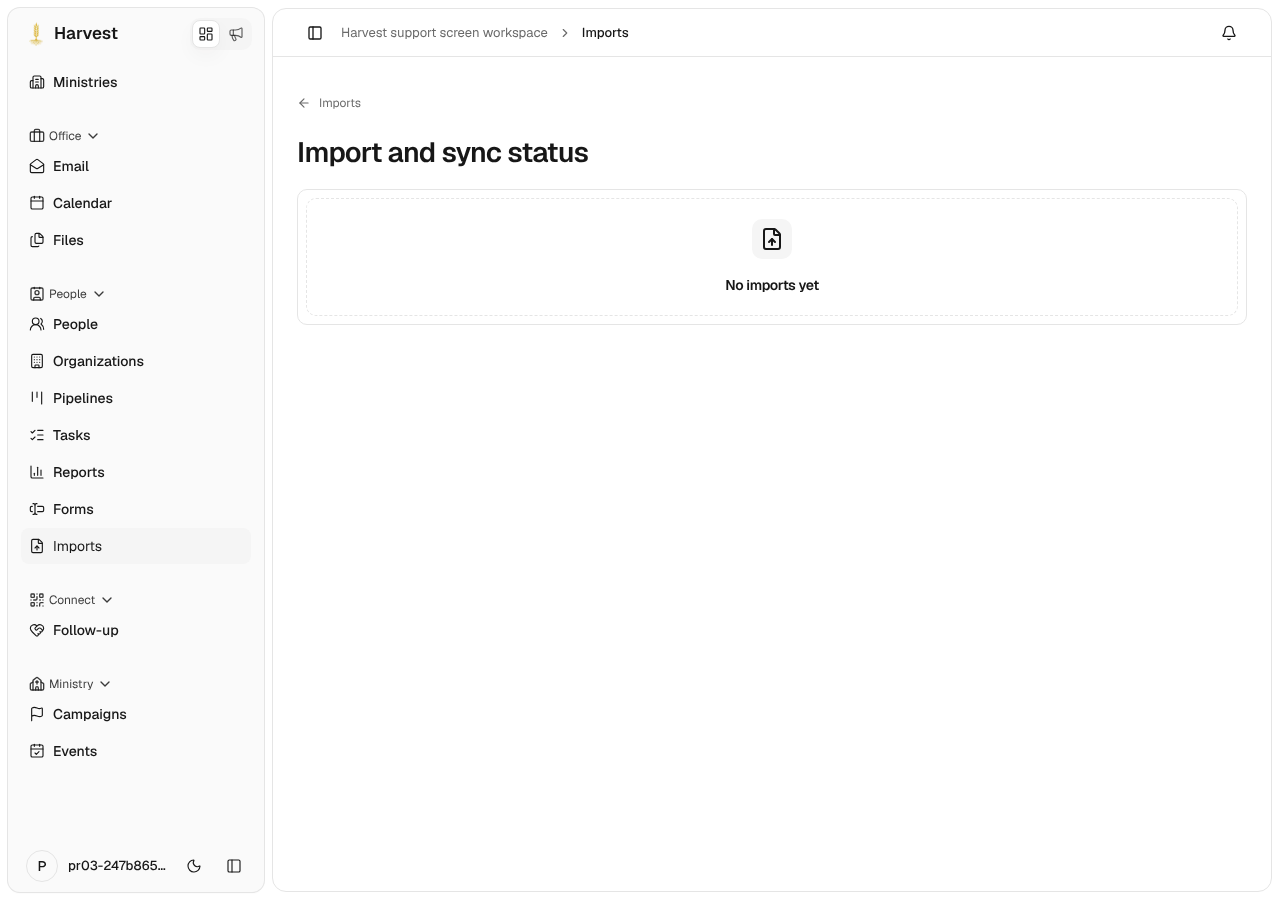 Harvest
Ministries
Office
Email
Calendar
Files
People
People
Organizations
Pipelines
Tasks
Reports
Forms
Imports
Connect
Follow-up
Ministry
Campaigns
Events
P
pr03-247b865…
Harvest support screen workspace
Imports
Imports
Import and sync status
No imports yet